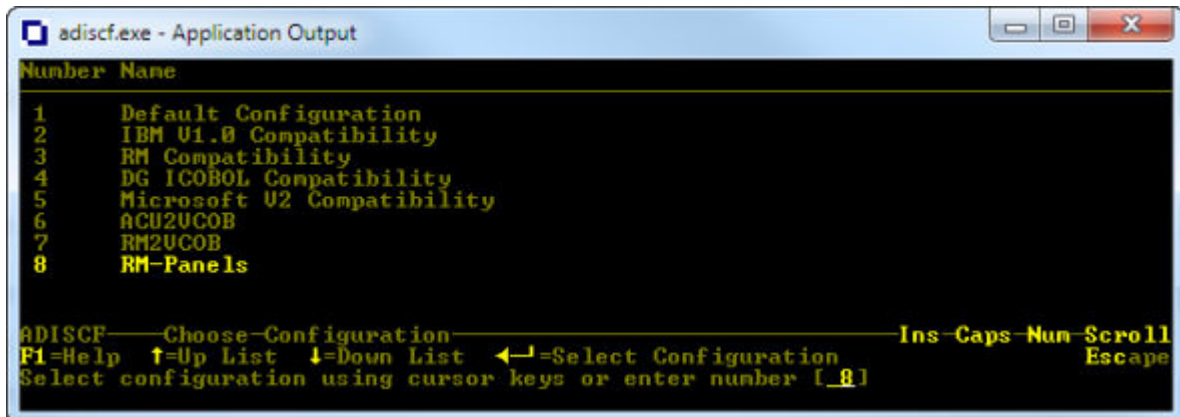 adiscf.exe - Application Output
Number Name
1 Default Configuration
2 IBM V1.0 Compatibility
3 RM Compatibility
4 DG ICOBOL Compatibility
5 Microsoft V2 Compatibility
6 ACU2VCOB
7 RM2VCOB
8 RM-Panels
ADISCF——Choose-Configuration——Ins-Caps-Num-Scroll
F1=Help ↑=Up List ↓=Down List ←┘=Select Configuration Escape
Select configuration using cursor keys or enter number [ 8]